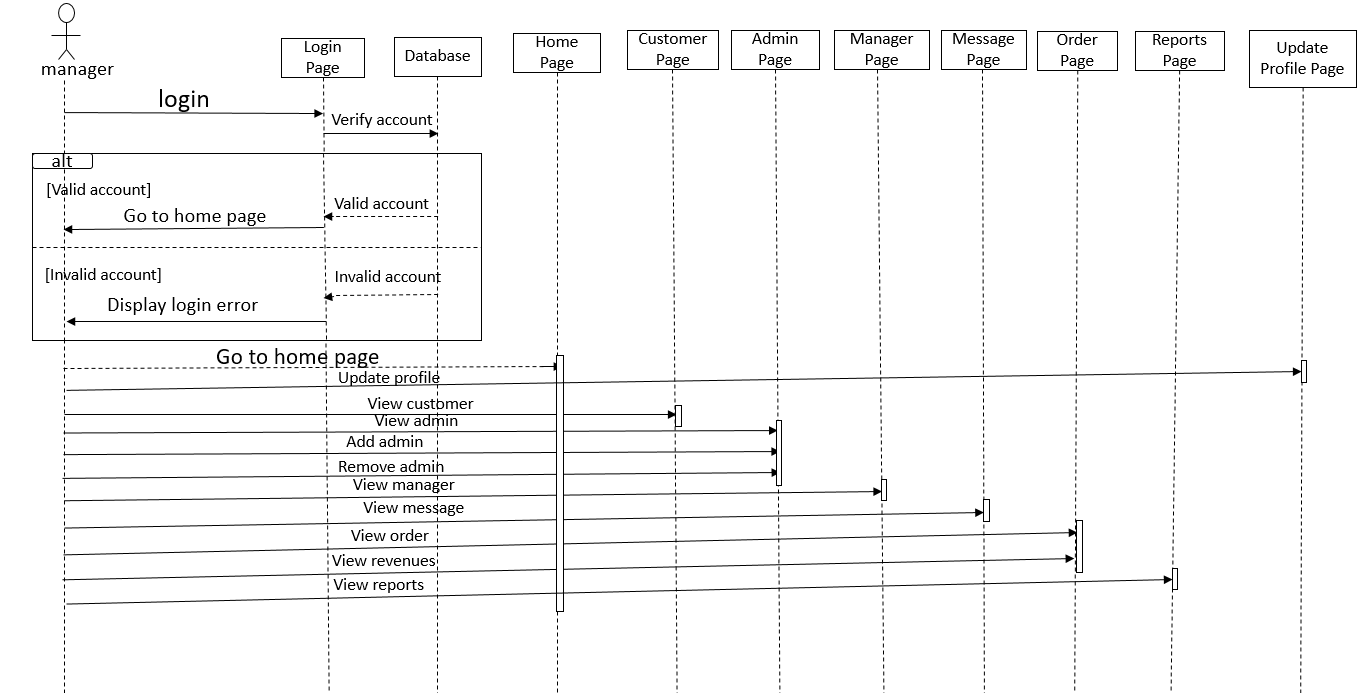 manager
Login
Page
Database
Home
Page
Customer
Page
Admin
Page
Manager
Page
Message
Page
Order
Page
Reports
Page
Update
Profile Page
login
Verify account
alt
[Valid account]
Valid account
Go to home page
[Invalid account]
Invalid account
Display login error
Go to home page
Update profile
View customer
View admin
Add admin
Remove admin
View manager
View message
View order
View revenues
View reports